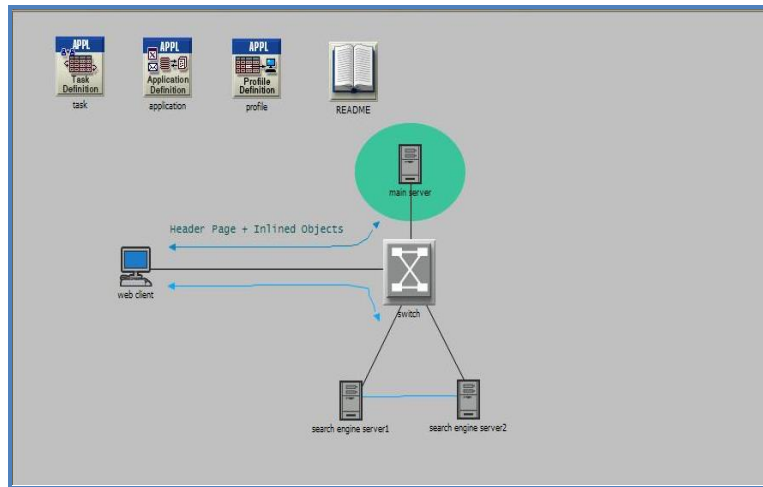 APPL
Task
Definition
task
APPL
Application
Definition
application
APPL
Profile
Definition
profile
README
main server
Header Page + Inlined Objects
web client
switch
search engine server1
search engine server2